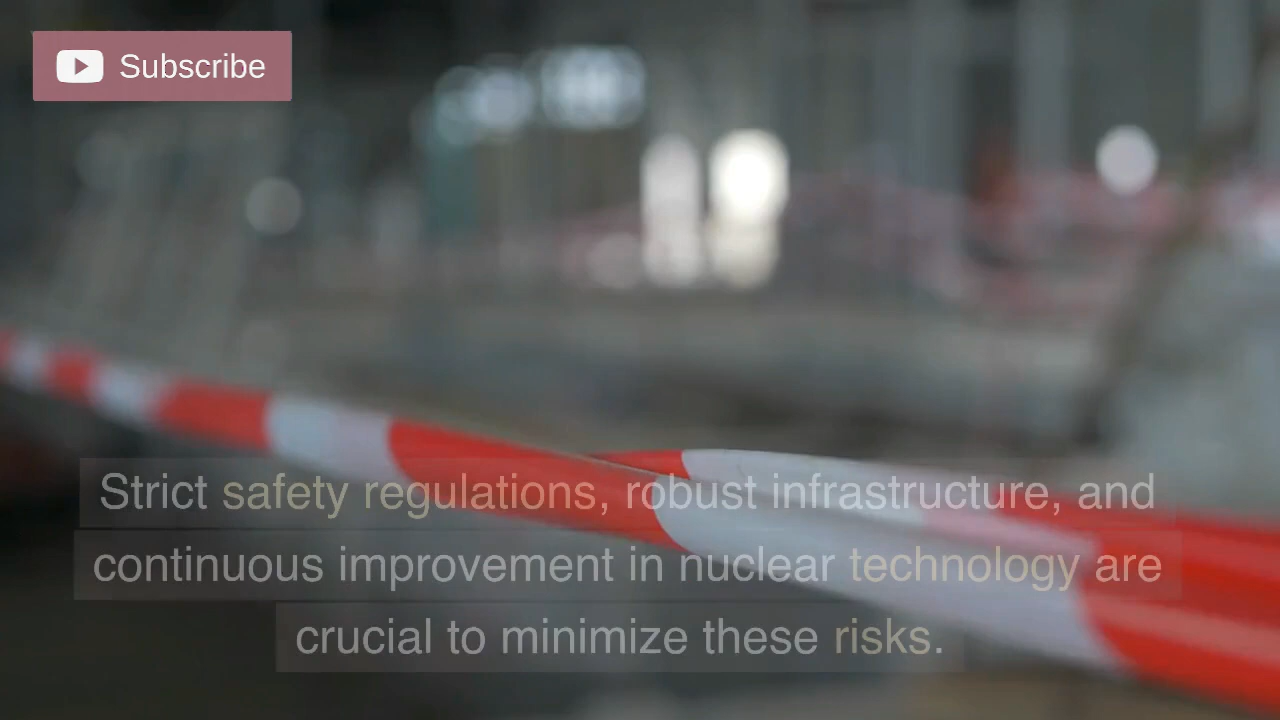 Subscribe
Strict safety regulations, robust infrastructure, and
continuous improvement in nuclear technology are
crucial to minimize these risks.